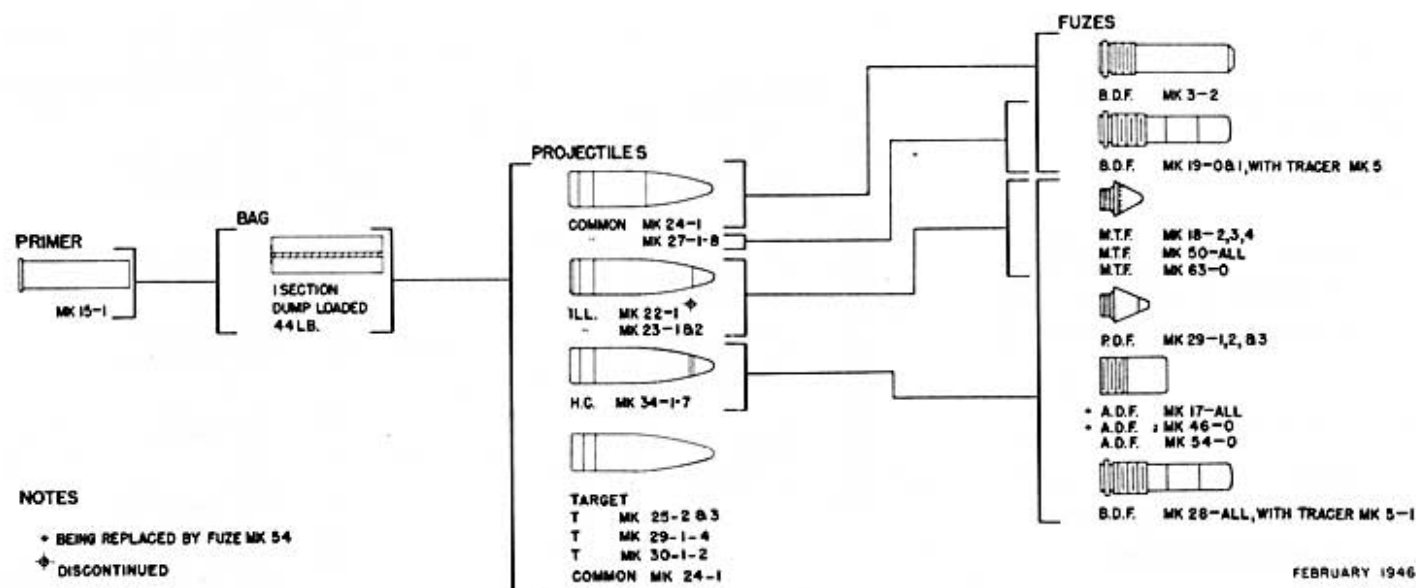 PRIMER
MK 15-1
BAG
1 SECTION
DUMP LOADED
44 LB.
PROJECTILES
COMMON MK 24-1
" MK 27-1-8
ILL. MK 22-1
" MK 23-1&2
H.C. MK 34-1-7
TARGET
T MK 25-2&3
T MK 29-1-4
T MK 30-1-2
COMMON MK 24-1
FUZES
B.D.F. MK 3-2
B.D.F. MK 19-0&1, WITH TRACER MK 5
M.T.F. MK 18-2,3,4
M.T.F. MK 50-ALL
M.T.F. MK 63-0
P.D.F. MK 29-1,2, &3
+ A.D.F. MK 17-ALL
+ A.D.F. MK 46-0
A.D.F. MK 54-0
B.D.F. MK 28-ALL, WITH TRACER MK 5-1
NOTES
+ BEING REPLACED BY FUZE MK 54
⌖ DISCONTINUED
FEBRUARY 1946